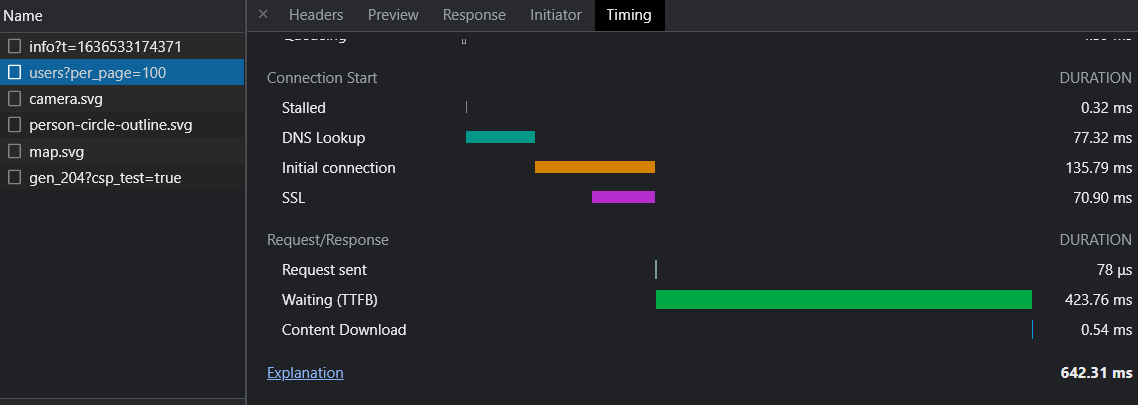 Name
× Headers Preview Response Initiator Timing
info?t=1636533174371
users?per_page=100
camera.svg
person-circle-outline.svg
map.svg
gen_204?csp_test=true
Queueing
Connection Start DURATION
Stalled 0.32 ms
DNS Lookup 77.32 ms
Initial connection 135.79 ms
SSL 70.90 ms
Request/Response DURATION
Request sent 78 μs
Waiting (TTFB) 423.76 ms
Content Download 0.54 ms
Explanation 642.31 ms